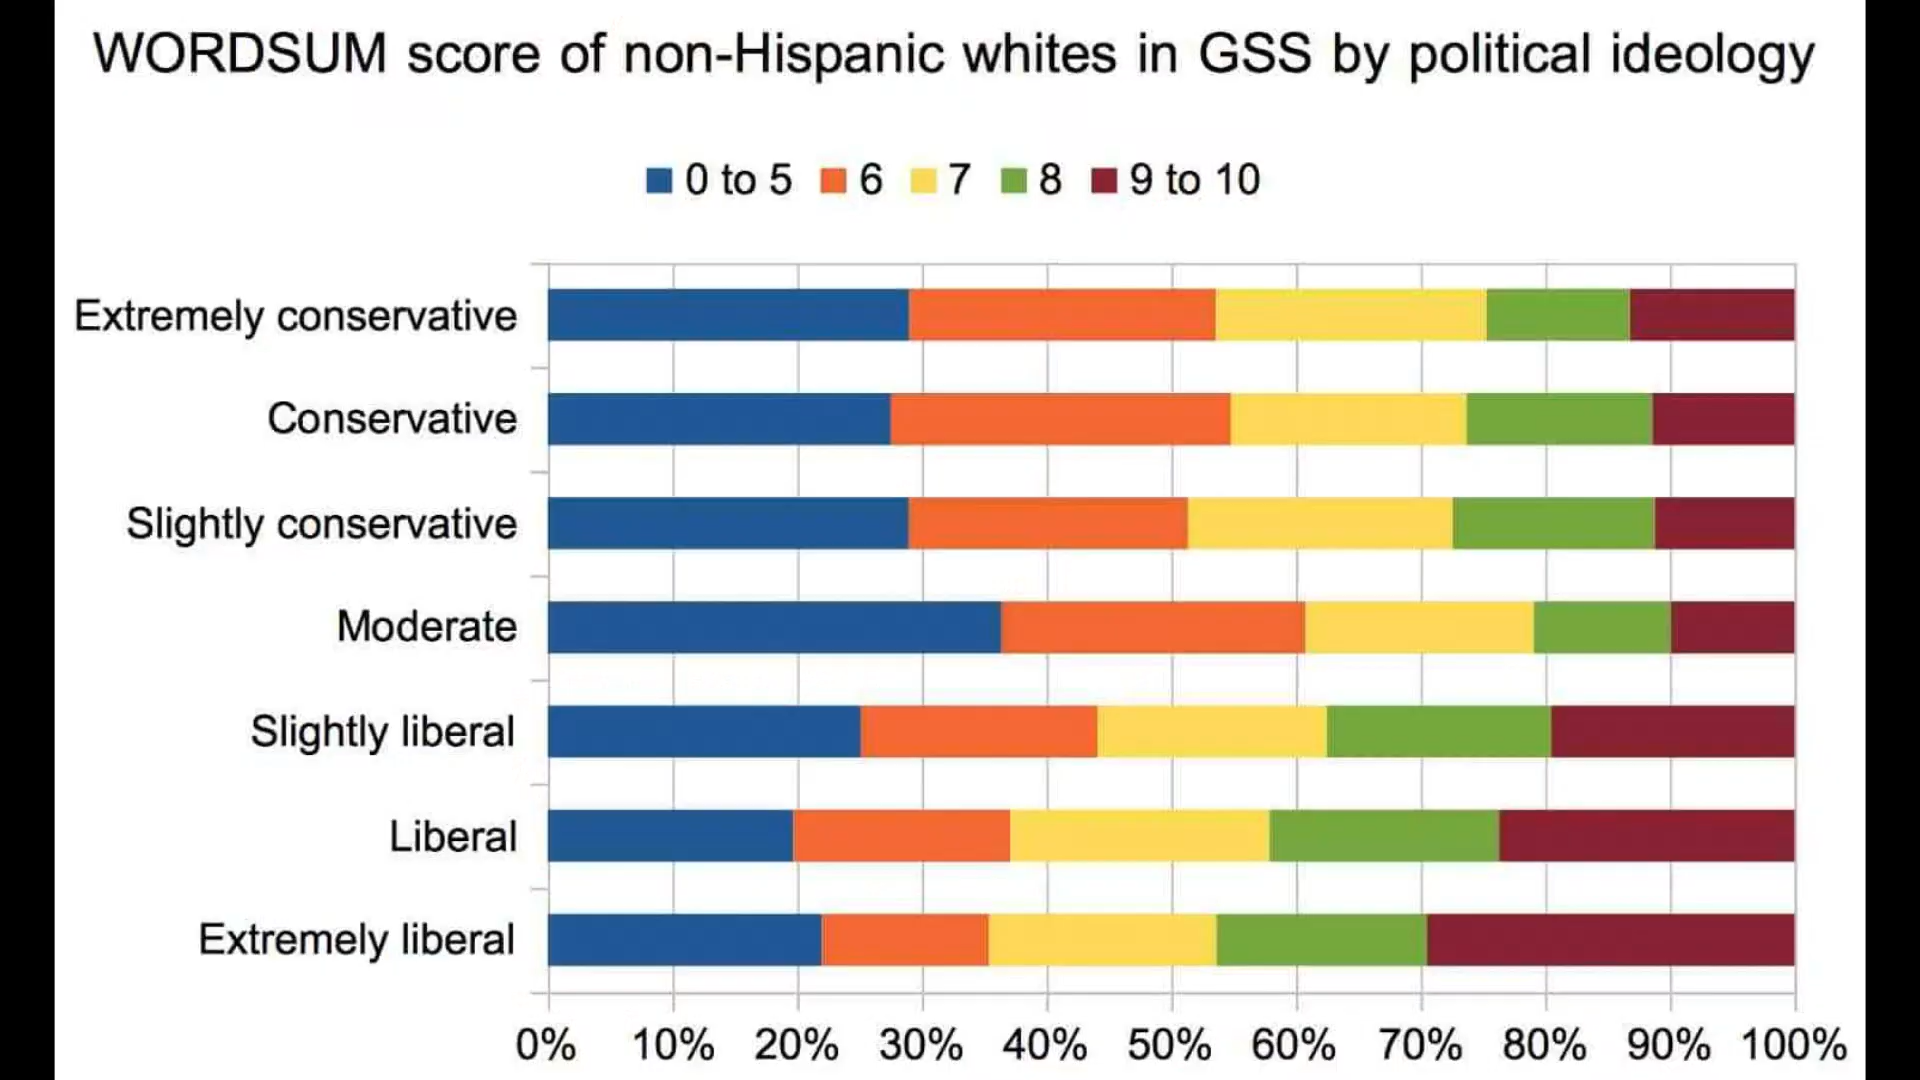 WORDSUM score of non-Hispanic whites in GSS by political ideology
0 to 5 6 7 8 9 to 10
Extremely conservative
Conservative
Slightly conservative
Moderate
Slightly liberal
Liberal
Extremely liberal
0% 10% 20% 30% 40% 50% 60% 70% 80% 90% 100%